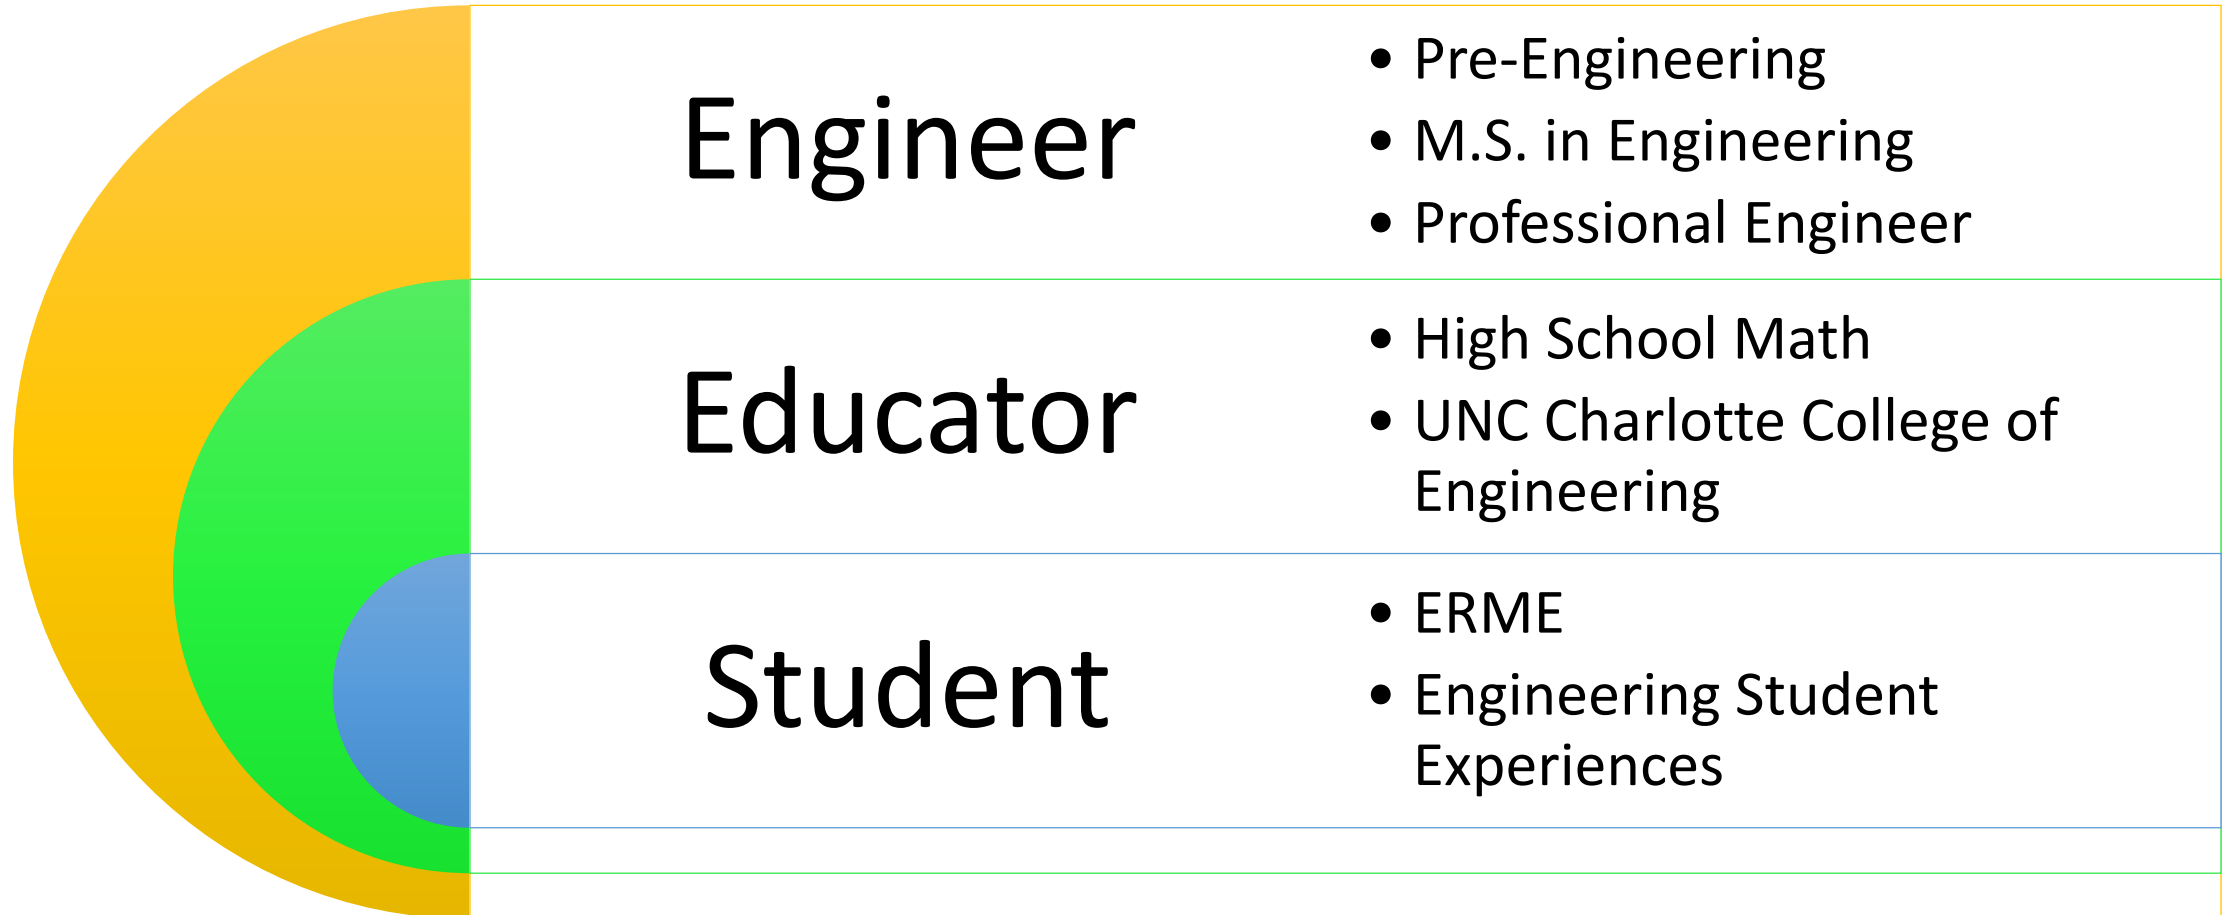 Engineer
• Pre-Engineering
• M.S. in Engineering
• Professional Engineer
Educator
• High School Math
• UNC Charlotte College of
Engineering
Student
• ERME
• Engineering Student
Experiences